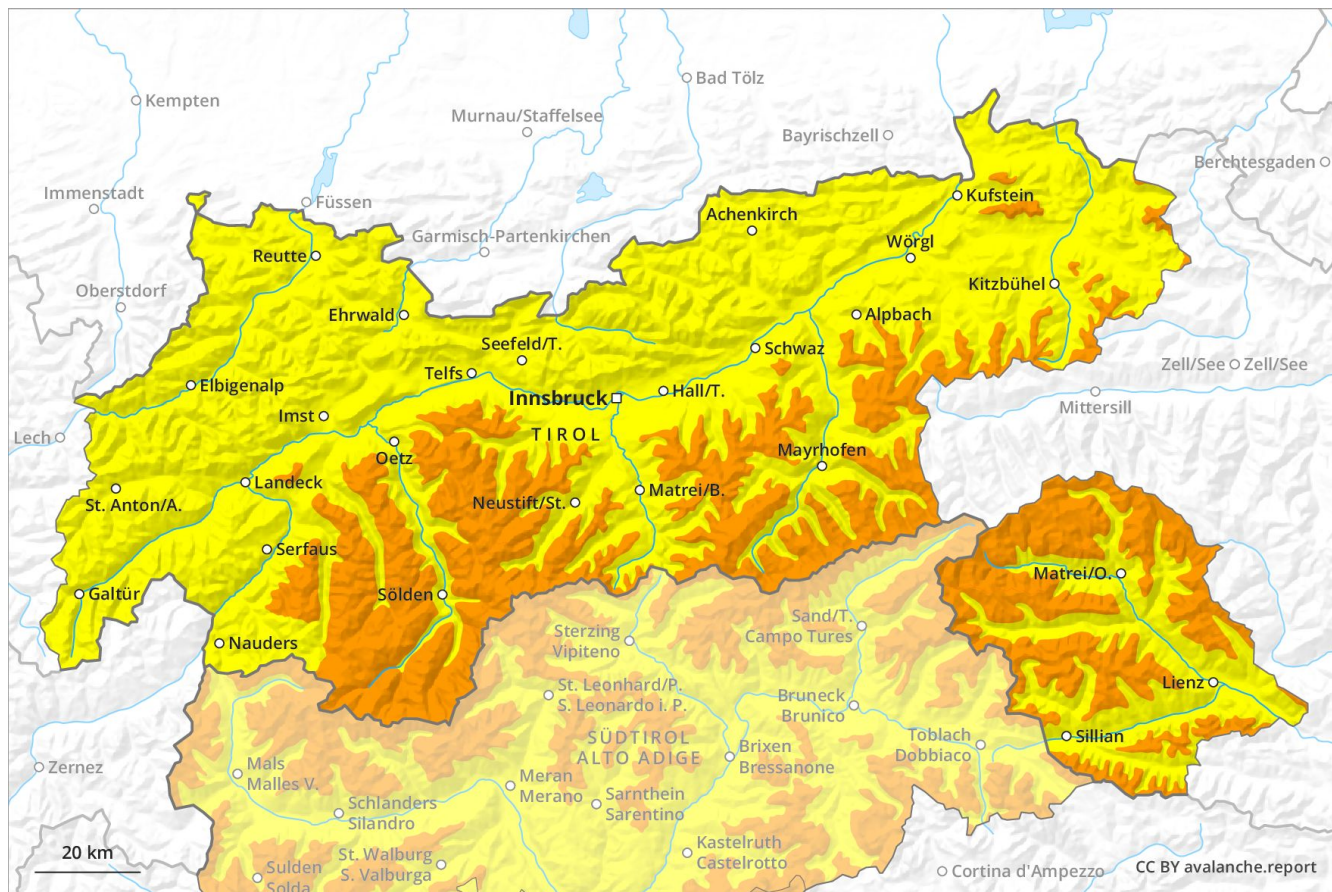 Kempten
Bad Tölz
Murnau/Staffelsee
Bayrischzell
Berchtesgaden
Immenstadt
Füssen
Kufstein
Achenkirch
Garmisch-Partenkirchen
Wörgl
Reutte
Oberstdorf
Kitzbühel
Ehrwald
Alpbach
Seefeld/T.
Schwaz
Zell/See
Zell/See
Telfs
Elbigenalp
Innsbruck
Hall/T.
Mittersill
Imst
Lech
TIROL
Oetz
Mayrhofen
Landeck
Matrei/B.
St. Anton/A.
Neustift/St.
Serfaus
Matrei/O.
Galtür
Sölden
Sand/T.
Campo Tures
Sterzing
Vipiteno
Nauders
St. Leonhard/P.
S. Leonardo i. P.
Bruneck
Brunico
Lienz
Sillian
SÜDTIROL
ALTO ADIGE
Toblach
Dobbiaco
Brixen
Bressanone
Zernez
Mals
Malles V.
Meran
Merano
Schlanders
Silandro
Sarnthein
Sarentino
20 km
St. Walburg
S. Valburga
Kastelruth
Castelrotto
Sulden
Solda
Cortina d'Ampezzo
CC BY avalanche.report